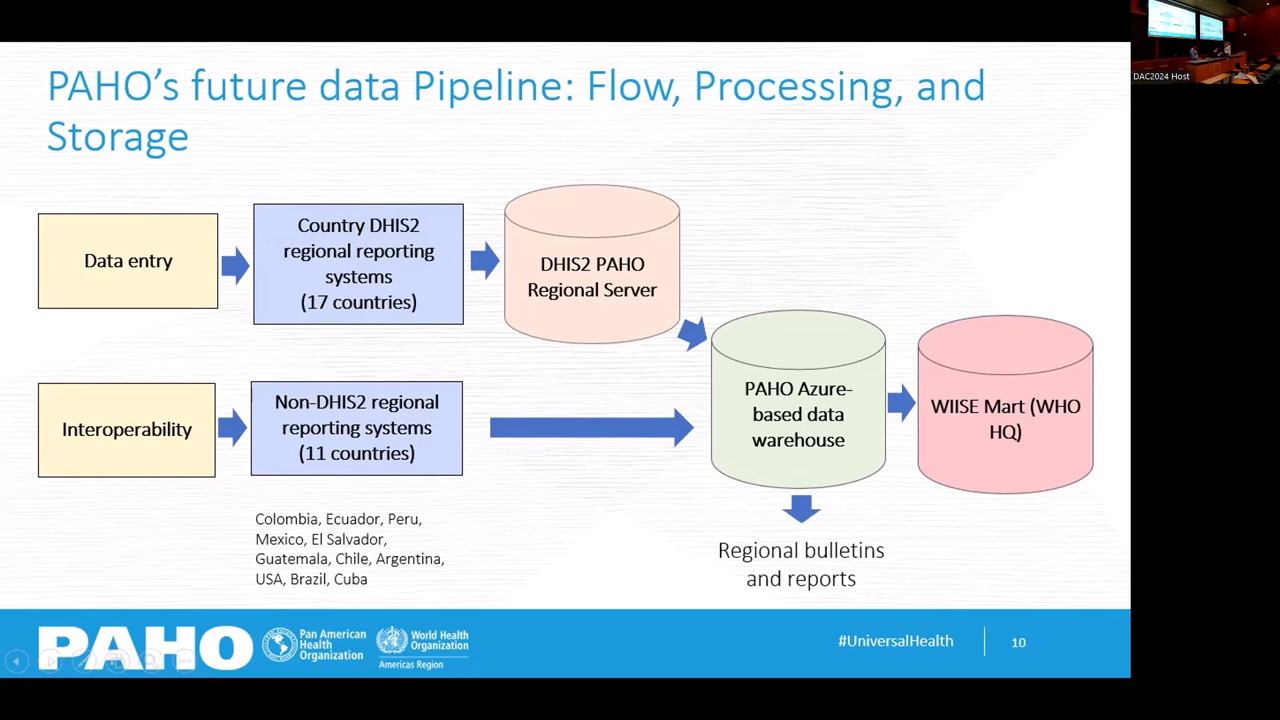 PAHO’s future data Pipeline: Flow, Processing, and
Storage
DAC2024 Host
Data entry
Country DHIS2
regional reporting
systems
(17 countries)
DHIS2 PAHO
Regional Server
Interoperability
Non-DHIS2 regional
reporting systems
(11 countries)
PAHO Azure-
based data
warehouse
WIISE Mart (WHO
HQ)
Colombia, Ecuador, Peru,
Mexico, El Salvador,
Guatemala, Chile, Argentina,
USA, Brazil, Cuba
Regional bulletins
and reports
PAHO
Pan American
Health
Organization
World Health
Organization
Americas Region
#UniversalHealth
10